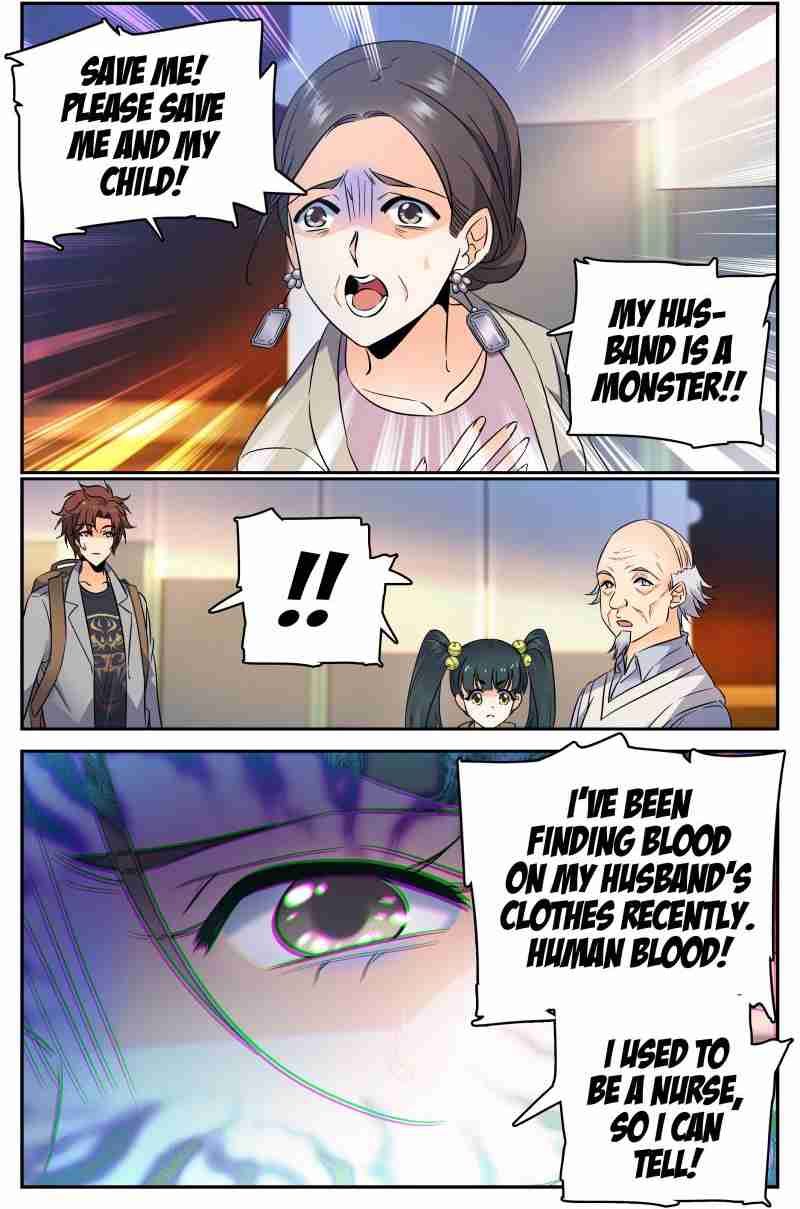 SAVE ME!
PLEASE SAVE
ME AND MY
CHILD!
MY HUS-
BAND IS A
MONSTER!!
!!
I'VE BEEN
FINDING BLOOD
ON MY HUSBAND'S
CLOTHES RECENTLY.
HUMAN BLOOD!
I USED TO
BE A NURSE,
SO I CAN
TELL!